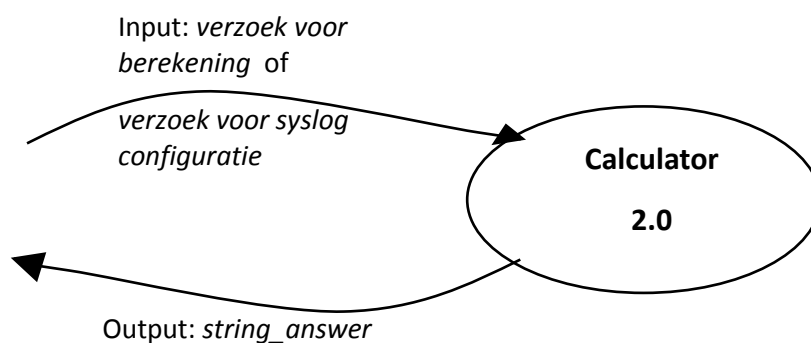 Input: verzoek voor
berekening of
verzoek voor syslog
configuratie
Calculator
2.0
Output: string_answer